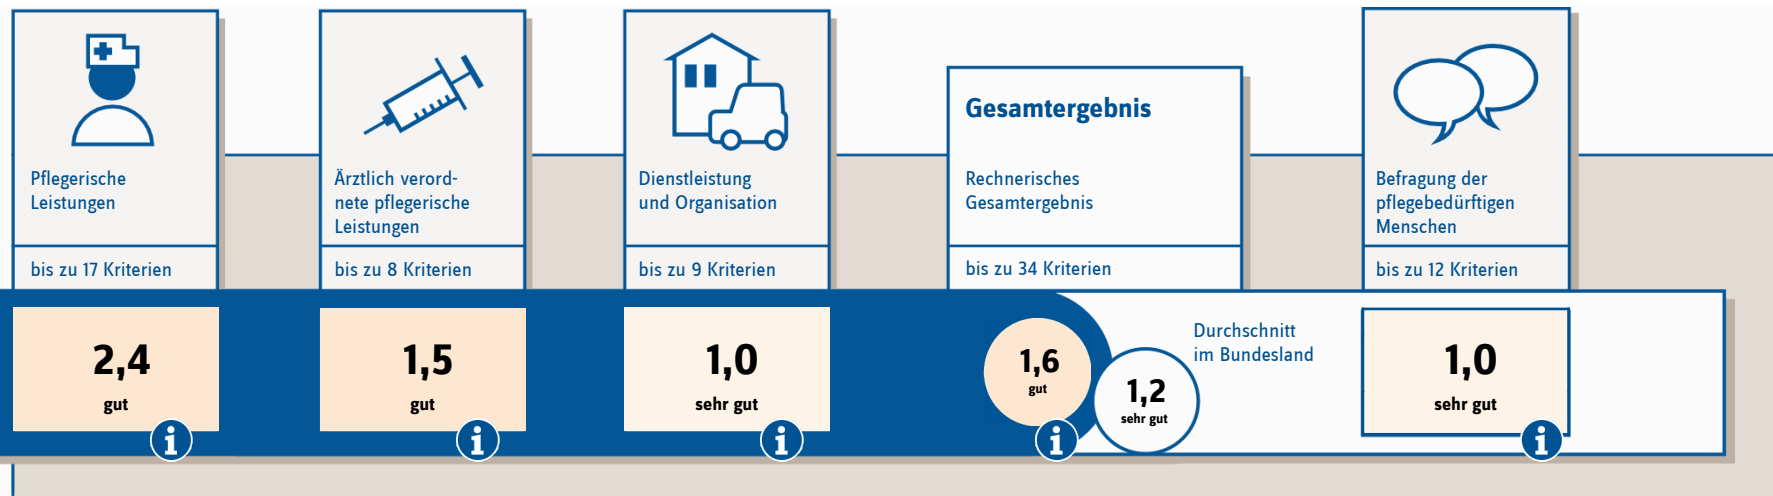 Pflegerische
Leistungen
bis zu 17 Kriterien
2,4
gut
Ärztlich verord-
nete pflegerische
Leistungen
bis zu 8 Kriterien
1,5
gut
Dienstleistung
und Organisation
bis zu 9 Kriterien
1,0
sehr gut
Gesamtergebnis
Rechnerisches
Gesamtergebnis
bis zu 34 Kriterien
1,6
gut
1,2
sehr gut
Durchschnitt
im Bundesland
Befragung der
pflegebedürftigen
Menschen
bis zu 12 Kriterien
1,0
sehr gut
i
i
i
i
i